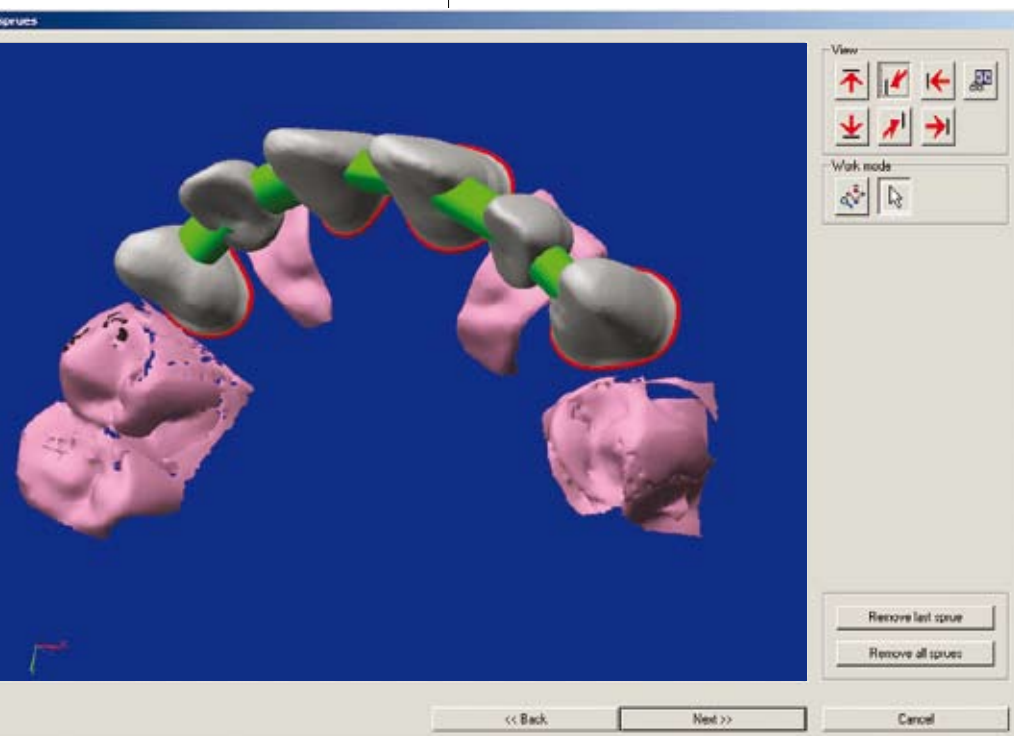 sprues
View
Work mode
Remove last sprue
Remove all sprues
<< Back
Next >>
Cancel